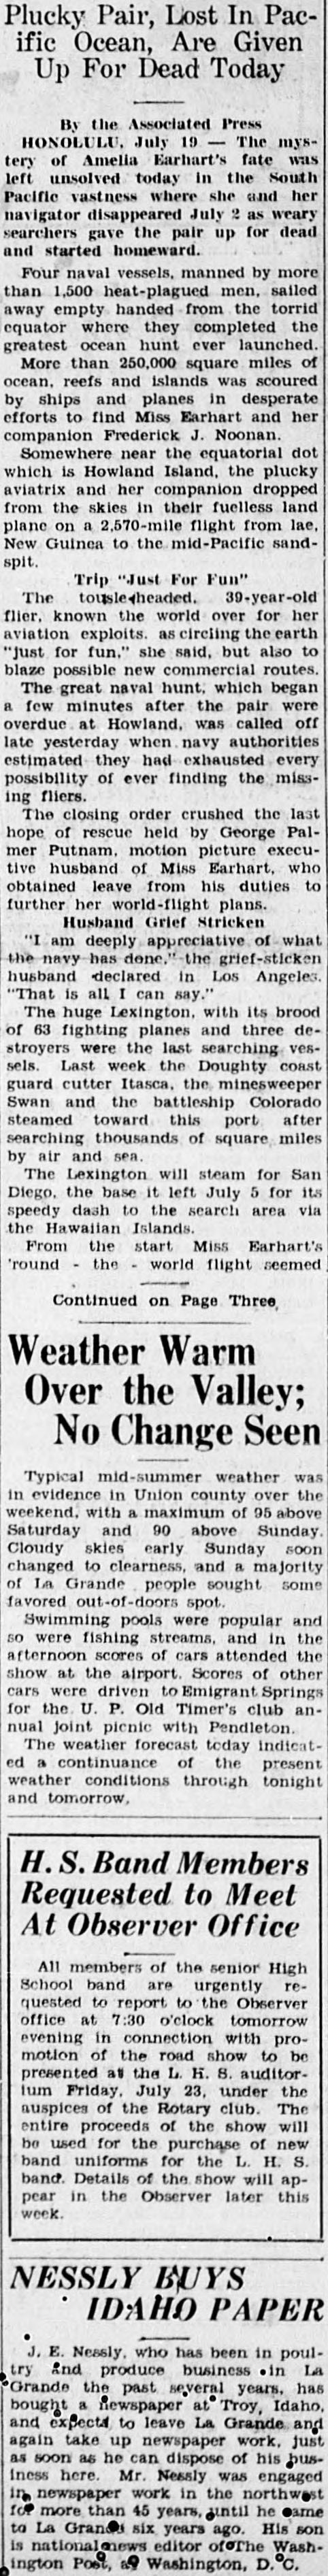 Plucky Pair, Lost In Pac-
ific Ocean, Are Given
Up For Dead Today
By the Associated Press
HONOLULU, July 19 — The mys-
tery of Amelia Earhart's fate was
left unsolved today in the South
Pacific vastness where she and her
navigator disappeared July 2 as weary
searchers gave the pair up for dead
and started homeward.
Four naval vessels, manned by more
than 1,500 heat-plagued men, sailed
away empty handed from the torrid
equator where they completed the
greatest ocean hunt ever launched.
More than 250,000 square miles of
ocean, reefs and islands was scoured
by ships and planes in desperate
efforts to find Miss Earhart and her
companion Frederick J. Noonan.
Somewhere near the equatorial dot
which is Howland Island, the plucky
aviatrix and her companion dropped
from the skies in their fuelless land
plane on a 2,570-mile flight from lae,
New Guinea to the mid-Pacific sand-
spit.
Trip "Just For Fun"
The tousleheaded, 39-year-old
flier, known the world over for her
aviation exploits. as circling the earth
"just for fun," she said, but also to
blaze possible new commercial routes.
The great naval hunt, which began
a few minutes after the pair were
overdue at Howland, was called off
late yesterday when navy authorities
estimated they had exhausted every
possibility of ever finding the miss-
ing fliers.
The closing order crushed the last
hope of rescue held by George Pal-
mer Putnam, motion picture execu-
tive husband of Miss Earhart, who
obtained leave from his duties to
further her world-flight plans.
Husband Grief Stricken
"I am deeply appreciative of what
the navy has done," the grief-sticken
husband declared in Los Angeles.
"That is all I can say."
The huge Lexington, with its brood
of 63 fighting planes and three de-
stroyers were the last searching ves-
sels. Last week the Doughty coast
guard cutter Itasca, the minesweeper
Swan and the battleship Colorado
steamed toward this port after
searching thousands of square miles
by air and sea.
The Lexington will steam for San
Diego, the base it left July 5 for its
speedy dash to the search area via
the Hawaiian Islands.
From the start Miss Earhart's
'round - the - world flight seemed
Continued on Page Three
Weather Warm
Over the Valley;
No Change Seen
Typical mid-summer weather was
in evidence in Union county over the
weekend, with a maximum of 95 above
Saturday and 90 above Sunday.
Cloudy skies early Sunday soon
changed to clearness, and a majority
of La Grande people sought some
favored out-of-doors spot.
Swimming pools were popular and
so were fishing streams, and in the
afternoon scores of cars attended the
show at the airport. Scores of other
cars were driven to Emigrant Springs
for the U. P. Old Timer's club an-
nual joint picnic with Pendleton.
The weather forecast today indicat-
ed a continuance of the present
weather conditions through tonight
and tomorrow.
H. S. Band Members
Requested to Meet
At Observer Office
All members of the senior High
School band are urgently re-
quested to report to the Observer
office at 7:30 o'clock tomorrow
evening in connection with pro-
motion of the road show to be
presented at the L. H. S. auditor-
ium Friday, July 23, under the
auspices of the Rotary club. The
entire proceeds of the show will
be used for the purchase of new
band uniforms for the L. H. S.
band. Details of the show will ap-
pear in the Observer later this
week.
NESSLY BUYS
IDAHO PAPER
J. E. Nessly, who has been in poul-
try and produce business in La
Grande the past several years, has
bought a newspaper at Troy, Idaho,
and expects to leave La Grande and
again take up newspaper work, just
as soon as he can dispose of his bus-
iness here. Mr. Nessly was engaged
in newspaper work in the northwest
for more than 45 years, until he came
to La Grande six years ago. His son
is national news editor of The Wash-
ington Post, at Washington, D. C.